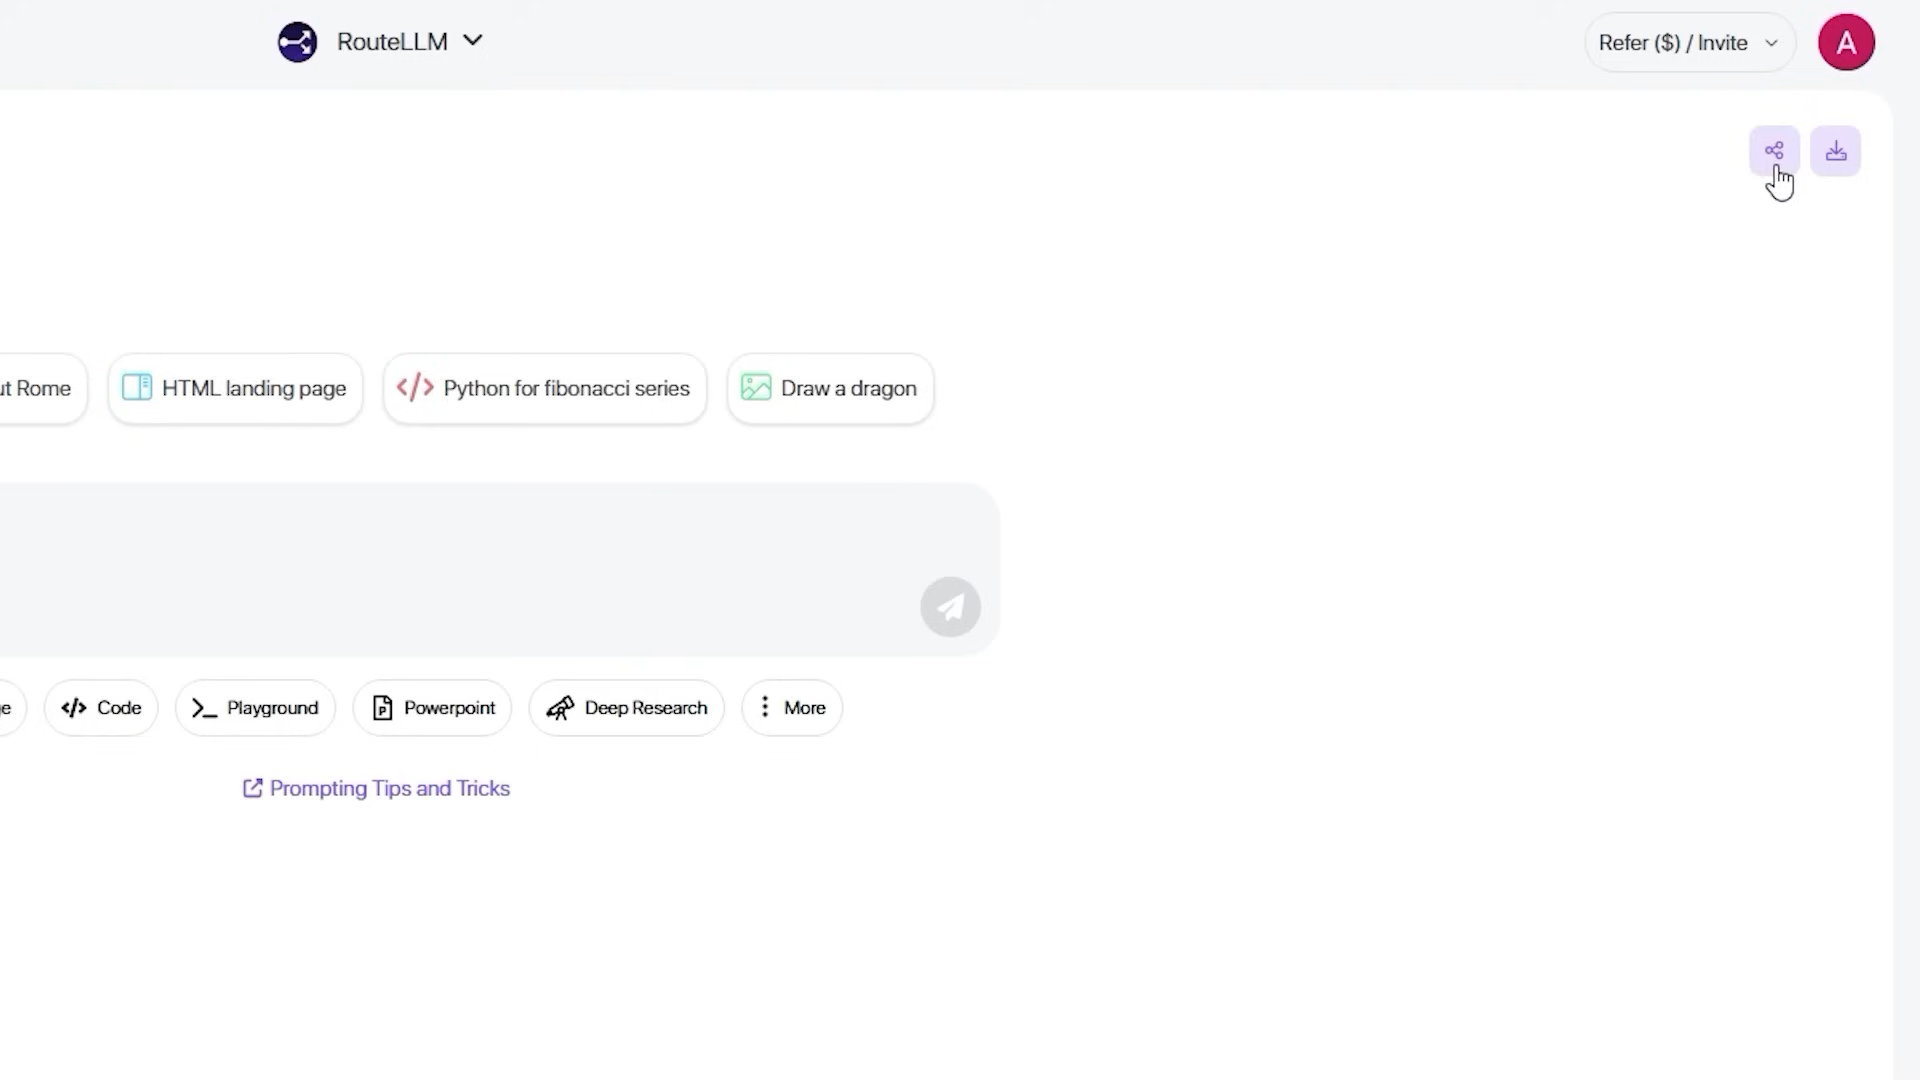 RouteLLM
Refer ($) / Invite
A
ut Rome
HTML landing page
Python for fibonacci series
Draw a dragon
e
Code
Playground
Powerpoint
Deep Research
More
Prompting Tips and Tricks